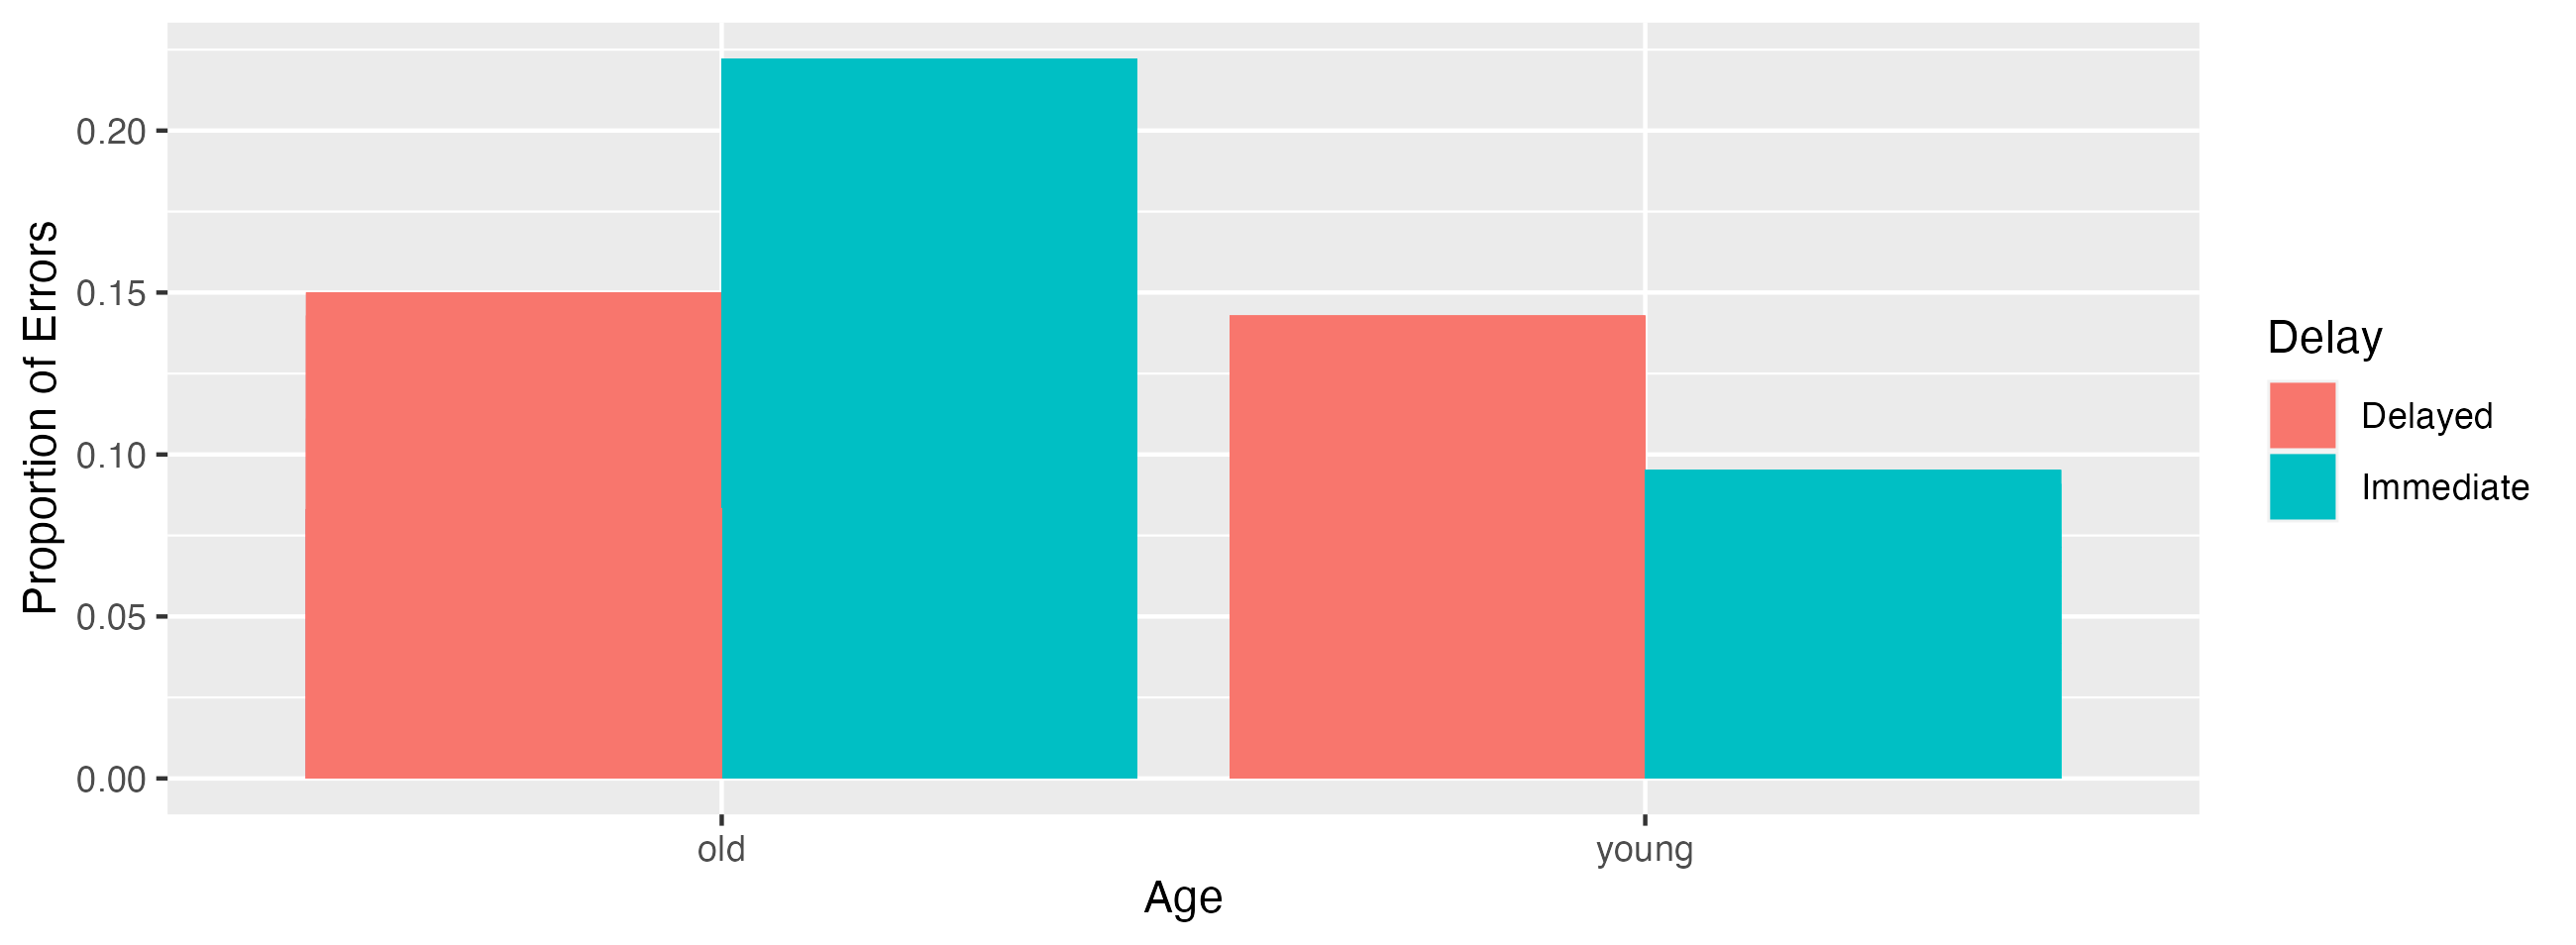 Proportion of Errors
0.20
0.15
0.10
0.05
0.00
old
young
Age
Delay
Delayed
Immediate